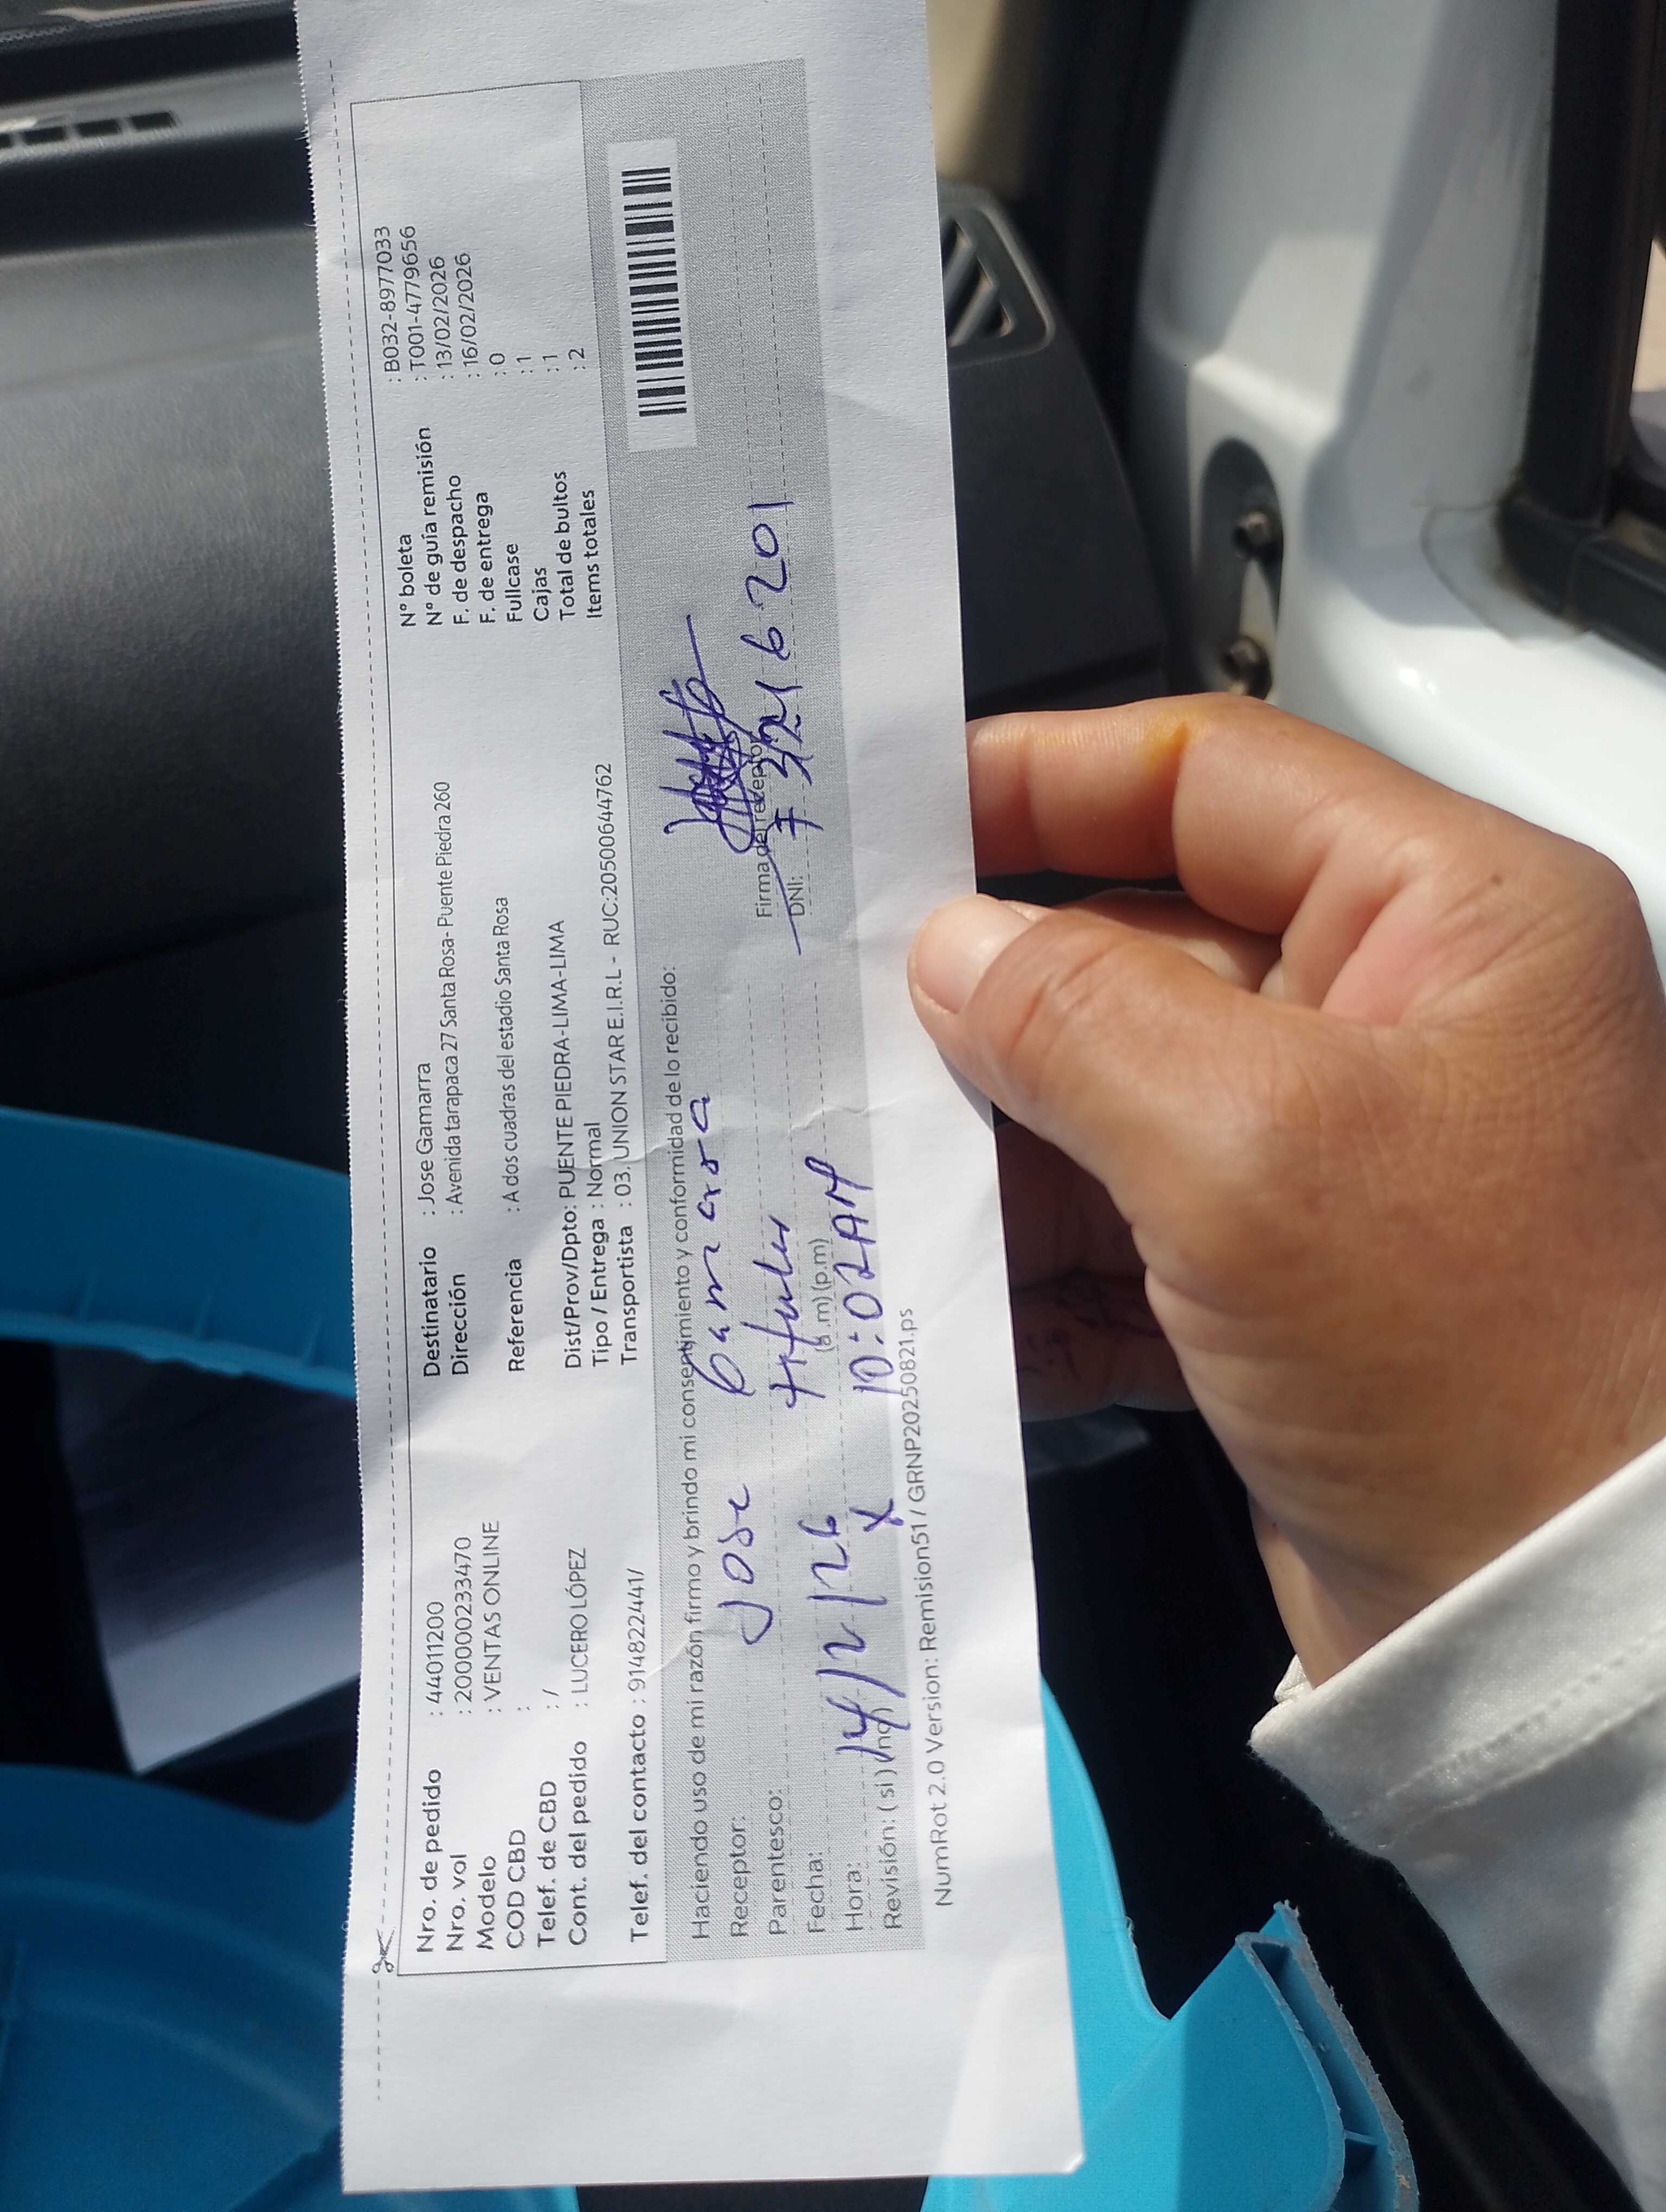 Nro. de pedido : 44011200
Nro. vol : 200000233470
Modelo : VENTAS ONLINE
COD CBD :
Telef. de CBD : /
Cont. del pedido : LUCERO LÓPEZ
Telef. del contacto : 914822441/
Destinatario : Jose Gamarra
Dirección : Avenida tarapaca 27 Santa Rosa- Puente Piedra 260
Referencia : A dos cuadras del estadio Santa Rosa
Dist/Prov/Dpto: PUENTE PIEDRA-LIMA-LIMA
Tipo / Entrega : Normal
Transportista : 03. UNION STAR E.I.R.L - RUC:20500644762
N° boleta : B032-8977033
N° de guía remisión : T001-4779656
F. de despacho : 13/02/2026
F. de entrega : 16/02/2026
Fullcase : 0
Cajas : 1
Total de bultos : 1
Items totales : 2
Haciendo uso de mi razón firmo y brindo mi consentimiento y conformidad de lo recibido:
Receptor: Jose Gamarra
Parentesco: titular
Fecha: 14/2/26
Hora: 10:02AM (a.m) (p.m)
Revisión: ( si ) ( no ) X
Firma del receptor
DNI:
NumRot 2.0 Version: Remision51 / GRNP20250821.ps